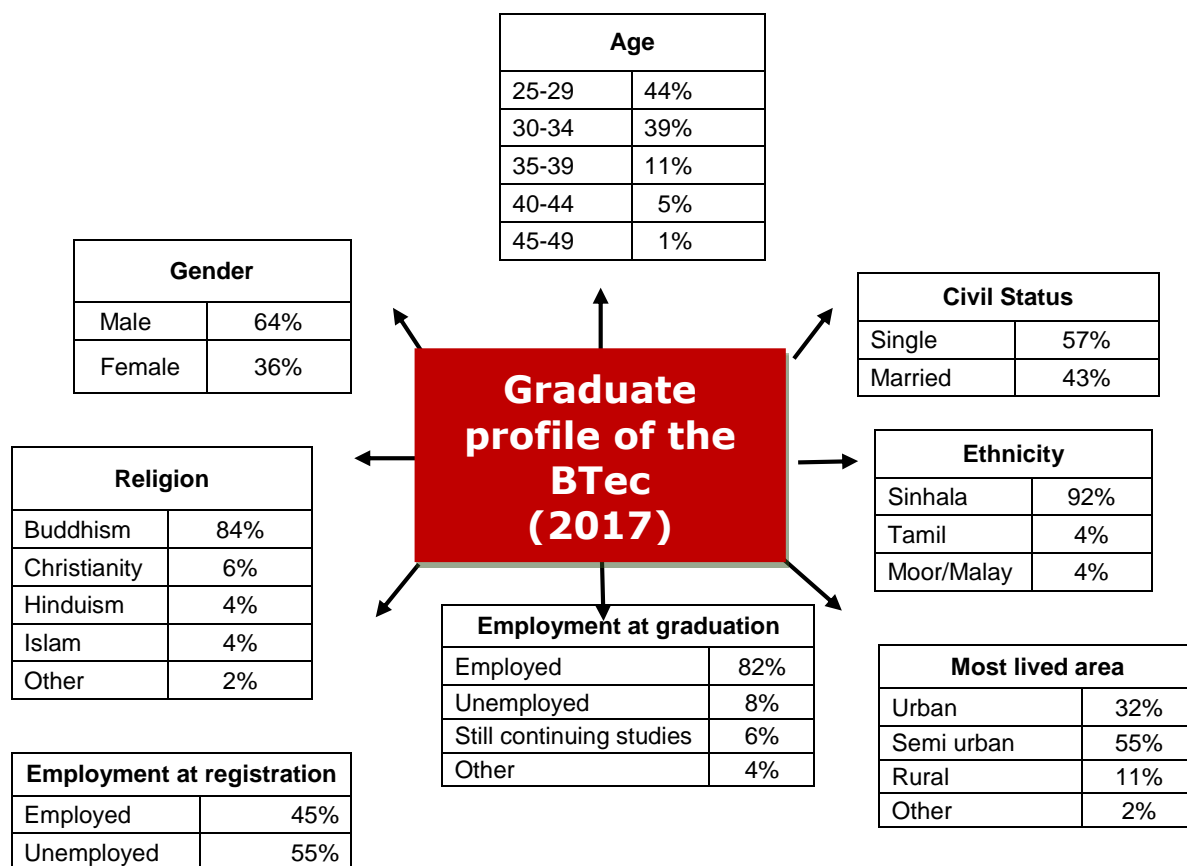 Age
25-29 44%
30-34 39%
35-39 11%
40-44 5%
45-49 1%
Gender
Male 64%
Female 36%
Civil Status
Single 57%
Married 43%
Graduate
profile of the
BTec
(2017)
Religion
Buddhism 84%
Christianity 6%
Hinduism 4%
Islam 4%
Other 2%
Ethnicity
Sinhala 92%
Tamil 4%
Moor/Malay 4%
Employment at graduation
Employed 82%
Unemployed 8%
Still continuing studies 6%
Other 4%
Most lived area
Urban 32%
Semi urban 55%
Rural 11%
Other 2%
Employment at registration
Employed 45%
Unemployed 55%